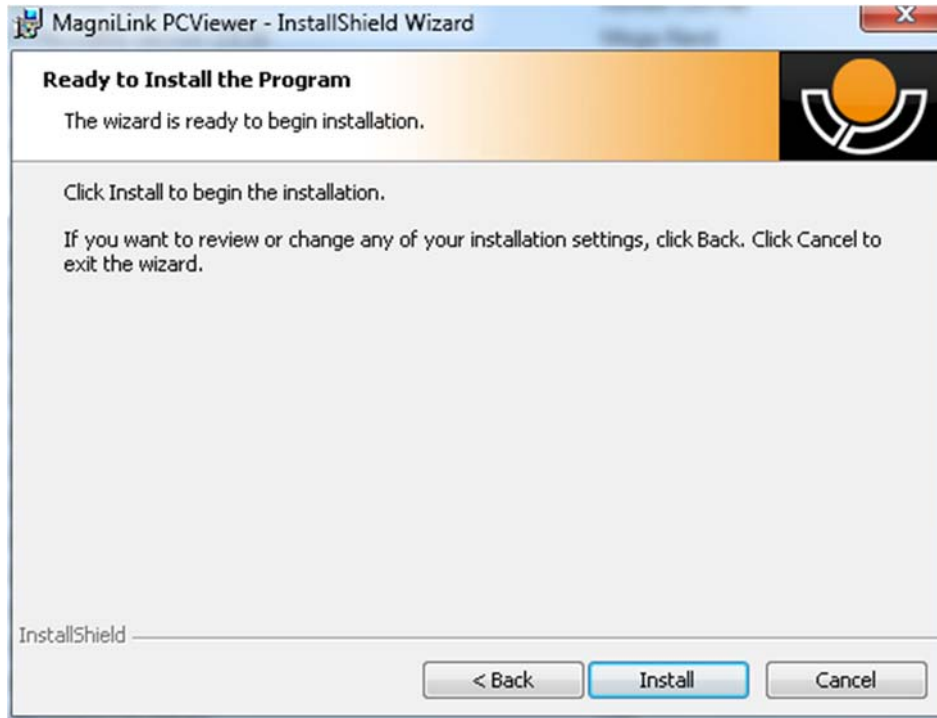 MagniLink PCViewer - InstallShield Wizard
Ready to Install the Program
The wizard is ready to begin installation.
Click Install to begin the installation.
If you want to review or change any of your installation settings, click Back. Click Cancel to
exit the wizard.
InstallShield
< Back
Install
Cancel